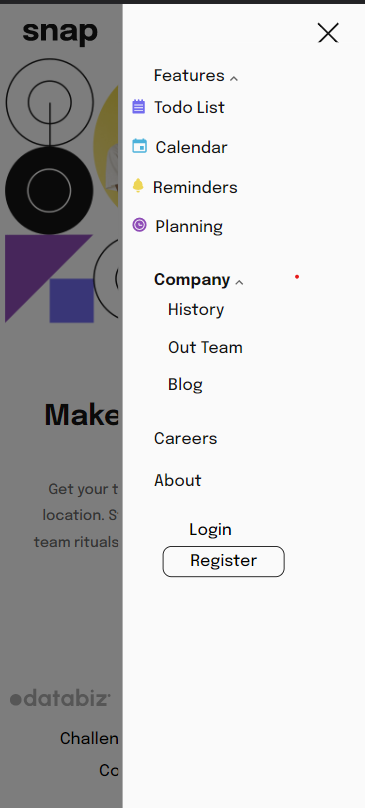 snap
Features
Todo List
Calendar
Reminders
Planning
Company
History
Out Team
Blog
Careers
About
Login
Register
Make
Get your t
location. S
team rituals
databiz
Challen
Co